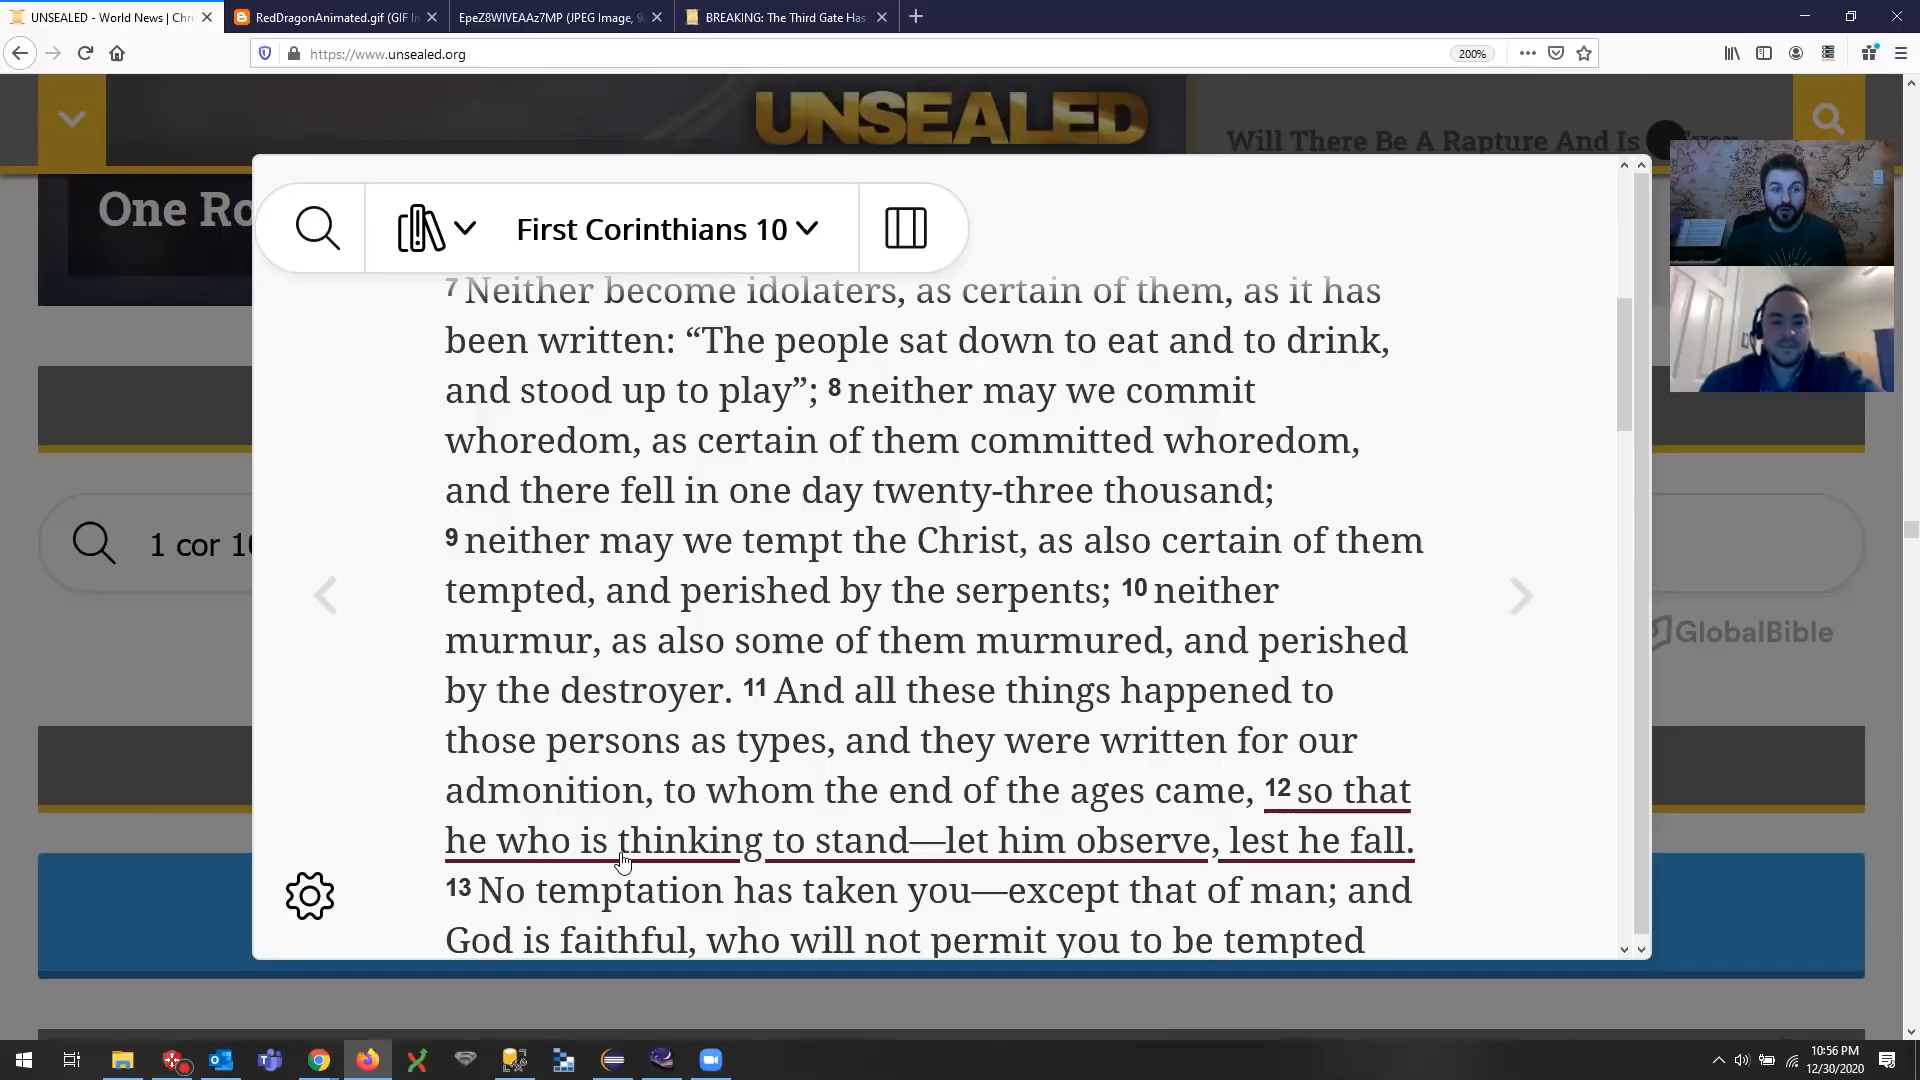 UNSEALED - World News | Chr
RedDragonAnimated.gif (GIF In
EpeZ8WIVEAAz7MP (JPEG Image, 9
BREAKING: The Third Gate Has
https://www.unsealed.org
200%
UNSEALED
Will There Be A Rapture And Is
One Ro
First Corinthians 10
7 Neither become idolaters, as certain of them, as it has
been written: “The people sat down to eat and to drink,
and stood up to play”; 8 neither may we commit
whoredom, as certain of them committed whoredom,
and there fell in one day twenty-three thousand;
9 neither may we tempt the Christ, as also certain of them
tempted, and perished by the serpents; 10 neither
murmur, as also some of them murmured, and perished
by the destroyer. 11 And all these things happened to
those persons as types, and they were written for our
admonition, to whom the end of the ages came, 12 so that
he who is thinking to stand—let him observe, lest he fall.
13 No temptation has taken you—except that of man; and
God is faithful, who will not permit you to be tempted
1 cor 10
GlobalBible
10:56 PM
12/30/2020